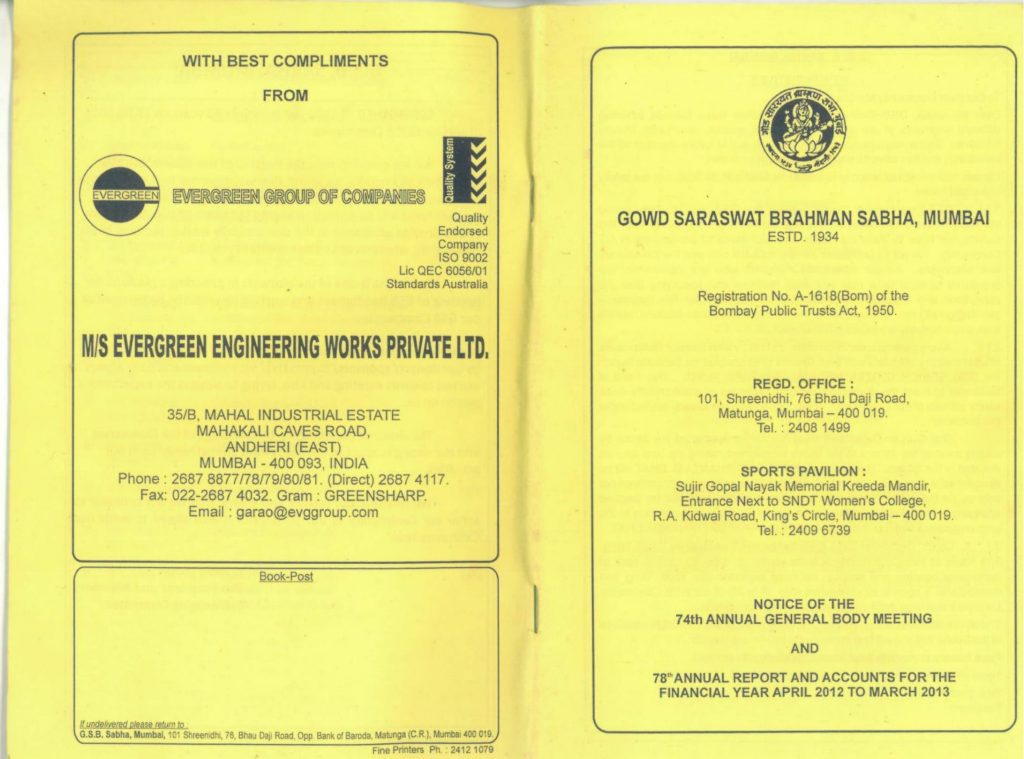 WITH BEST COMPLIMENTS
FROM
EVERGREEN
EVERGREEN GROUP OF COMPANIES
Quality System
Quality
Endorsed
Company
ISO 9002
Lic QEC 6056/01
Standards Australia
M/S EVERGREEN ENGINEERING WORKS PRIVATE LTD.
35/B, MAHAL INDUSTRIAL ESTATE
MAHAKALI CAVES ROAD,
ANDHERI (EAST)
MUMBAI - 400 093, INDIA
Phone : 2687 8877/78/79/80/81. (Direct) 2687 4117.
Fax: 022-2687 4032. Gram : GREENSHARP.
Email : garao@evggroup.com
Book-Post
If undelivered please return to :
G.S.B. Sabha, Mumbai, 101 Shreenidhi, 76, Bhau Daji Road, Opp. Bank of Baroda, Matunga (C.R.), Mumbai 400 019.
Fine Printers Ph. : 2412 1079
गौड सारस्वत ब्राह्मण सभा, मुंबई
GOWD SARASWAT BRAHMAN SABHA, MUMBAI
ESTD. 1934
Registration No. A-1618(Bom) of the
Bombay Public Trusts Act, 1950.
REGD. OFFICE :
101, Shreenidhi, 76 Bhau Daji Road,
Matunga, Mumbai – 400 019.
Tel. : 2408 1499
SPORTS PAVILION :
Sujir Gopal Nayak Memorial Kreeda Mandir,
Entrance Next to SNDT Women's College,
R.A. Kidwai Road, King's Circle, Mumbai – 400 019.
Tel. : 2409 6739
NOTICE OF THE
74th ANNUAL GENERAL BODY MEETING
AND
78th ANNUAL REPORT AND ACCOUNTS FOR THE
FINANCIAL YEAR APRIL 2012 TO MARCH 2013